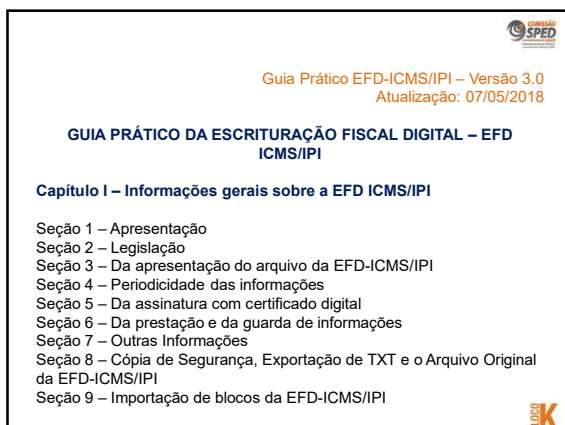 COMISSÃO
SPED
Guia Prático EFD-ICMS/IPI – Versão 3.0
Atualização: 07/05/2018
GUIA PRÁTICO DA ESCRITURAÇÃO FISCAL DIGITAL – EFD
ICMS/IPI
Capítulo I – Informações gerais sobre a EFD ICMS/IPI
Seção 1 – Apresentação
Seção 2 – Legislação
Seção 3 – Da apresentação do arquivo da EFD-ICMS/IPI
Seção 4 – Periodicidade das informações
Seção 5 – Da assinatura com certificado digital
Seção 6 – Da prestação e da guarda de informações
Seção 7 – Outras Informações
Seção 8 – Cópia de Segurança, Exportação de TXT e o Arquivo Original
da EFD-ICMS/IPI
Seção 9 – Importação de blocos da EFD-ICMS/IPI
K